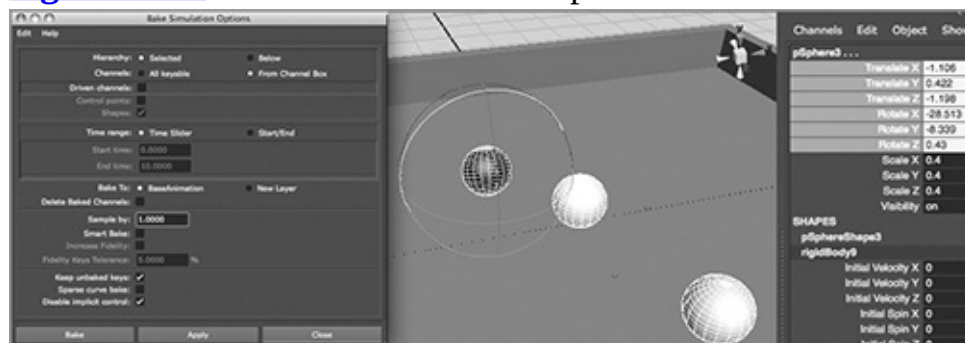 Bake Simulation Options
Edit Help
Hierarchy: Selected Below
Channels: All keyable From Channel Box
Driven channels:
Control points:
Shapes:
Time range: Time Slider Start/End
Start time: 0.0000
End time: 10.0000
Bake To: BaseAnimation New Layer
Delete Baked Channels:
Sample by: 1.0000
Smart Bake:
Increase Fidelity:
Fidelity Keys Tolerance: 5.0000 %
Keep unbaked keys:
Sparse curve bake:
Disable implicit control:
Bake Apply Close
Channels Edit Object Show
pSphere3 . . .
Translate X -1.106
Translate Y 0.422
Translate Z -1.198
Rotate X -28.513
Rotate Y -8.339
Rotate Z 0.43
Scale X 0.4
Scale Y 0.4
Scale Z 0.4
Visibility on
SHAPES
pSphereShape3
rigidBody9
Initial Velocity X 0
Initial Velocity Y 0
Initial Velocity Z 0
Initial Spin X 0
Initial Spin Y 0